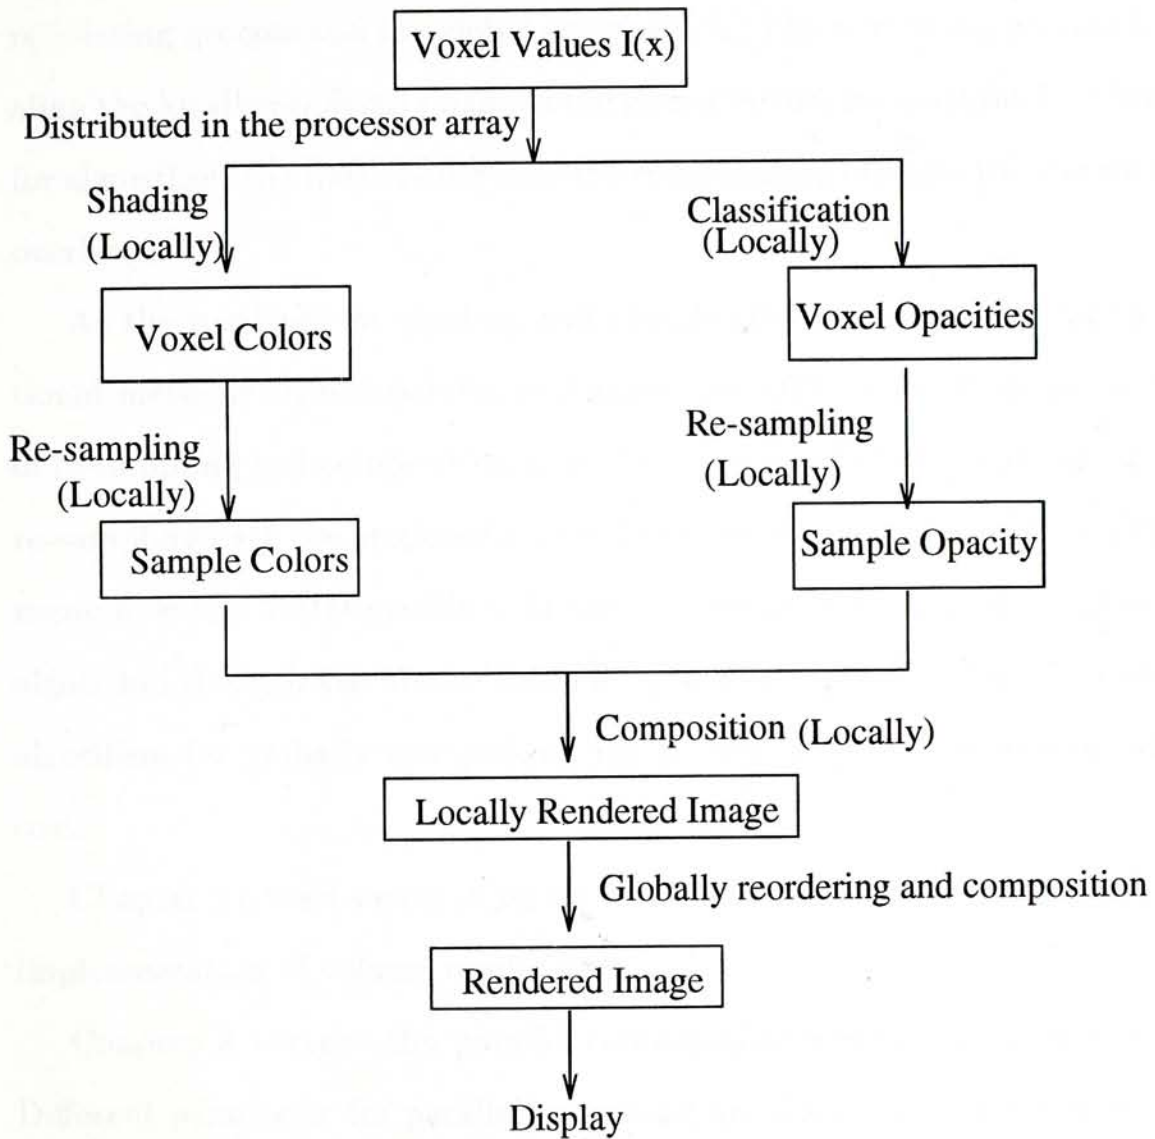 Voxel Values I(x)
Distributed in the processor array
Shading
(Locally)
Classification
(Locally)
Voxel Colors
Voxel Opacities
Re-sampling
(Locally)
Re-sampling
(Locally)
Sample Colors
Sample Opacity
Composition (Locally)
Locally Rendered Image
Globally reordering and composition
Rendered Image
Display